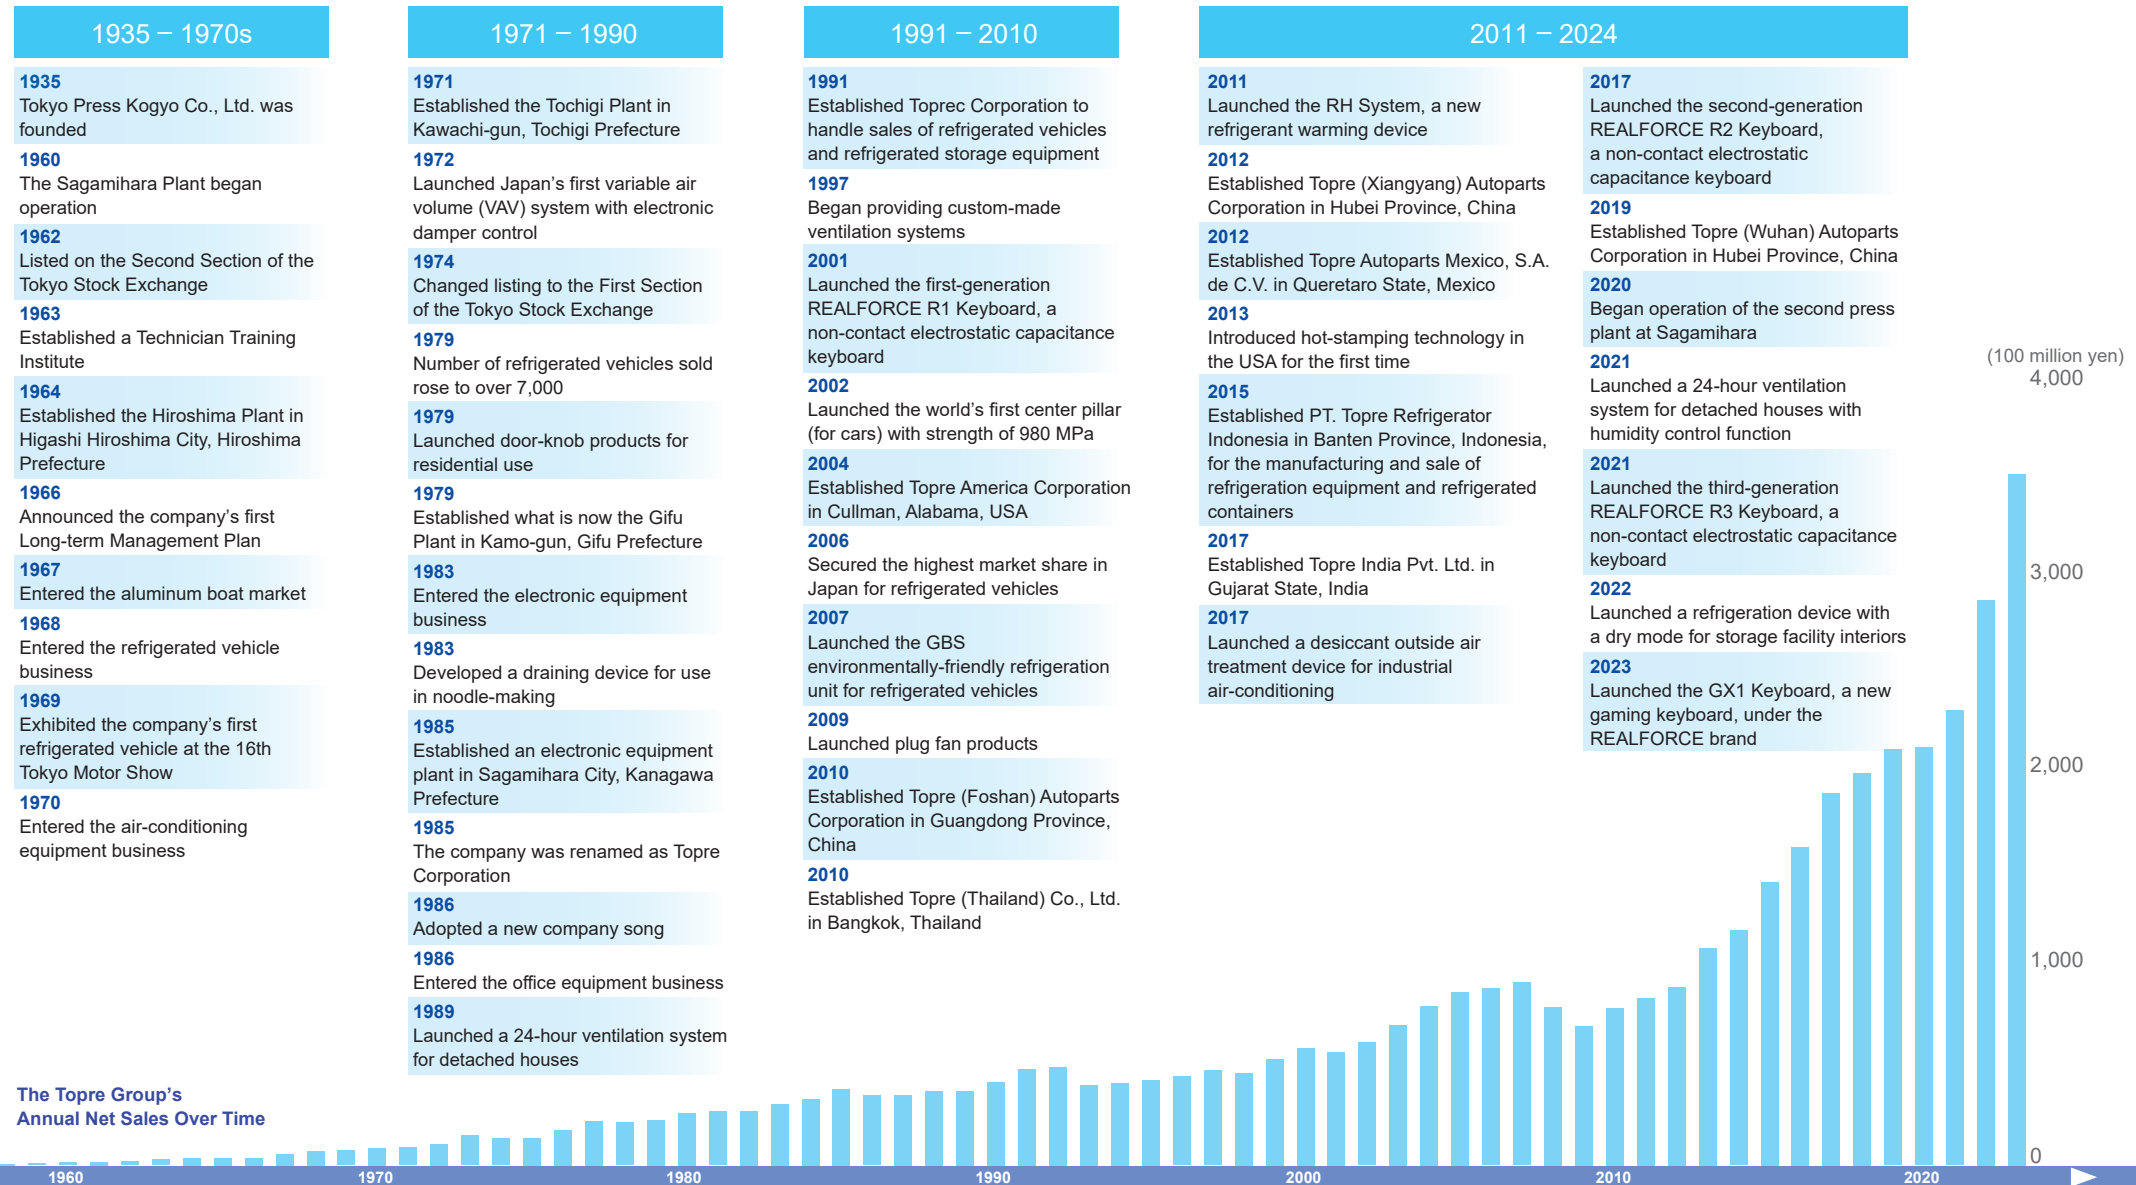 1935 – 1970s
1935
Tokyo Press Kogyo Co., Ltd. was
founded
1960
The Sagamihara Plant began
operation
1962
Listed on the Second Section of the
Tokyo Stock Exchange
1963
Established a Technician Training
Institute
1964
Established the Hiroshima Plant in
Higashi Hiroshima City, Hiroshima
Prefecture
1966
Announced the company’s first
Long-term Management Plan
1967
Entered the aluminum boat market
1968
Entered the refrigerated vehicle
business
1969
Exhibited the company’s first
refrigerated vehicle at the 16th
Tokyo Motor Show
1970
Entered the air-conditioning
equipment business
1971 – 1990
1971
Established the Tochigi Plant in
Kawachi-gun, Tochigi Prefecture
1972
Launched Japan’s first variable air
volume (VAV) system with electronic
damper control
1974
Changed listing to the First Section
of the Tokyo Stock Exchange
1979
Number of refrigerated vehicles sold
rose to over 7,000
1979
Launched door-knob products for
residential use
1979
Established what is now the Gifu
Plant in Kamo-gun, Gifu Prefecture
1983
Entered the electronic equipment
business
1983
Developed a draining device for use
in noodle-making
1985
Established an electronic equipment
plant in Sagamihara City, Kanagawa
Prefecture
1985
The company was renamed as Topre
Corporation
1986
Adopted a new company song
1986
Entered the office equipment business
1989
Launched a 24-hour ventilation system
for detached houses
1991 – 2010
1991
Established Toprec Corporation to
handle sales of refrigerated vehicles
and refrigerated storage equipment
1997
Began providing custom-made
ventilation systems
2001
Launched the first-generation
REALFORCE R1 Keyboard, a
non-contact electrostatic capacitance
keyboard
2002
Launched the world’s first center pillar
(for cars) with strength of 980 MPa
2004
Established Topre America Corporation
in Cullman, Alabama, USA
2006
Secured the highest market share in
Japan for refrigerated vehicles
2007
Launched the GBS
environmentally-friendly refrigeration
unit for refrigerated vehicles
2009
Launched plug fan products
2010
Established Topre (Foshan) Autoparts
Corporation in Guangdong Province,
China
2010
Established Topre (Thailand) Co., Ltd.
in Bangkok, Thailand
2011 – 2024
2011
Launched the RH System, a new
refrigerant warming device
2012
Established Topre (Xiangyang) Autoparts
Corporation in Hubei Province, China
2012
Established Topre Autoparts Mexico, S.A.
de C.V. in Queretaro State, Mexico
2013
Introduced hot-stamping technology in
the USA for the first time
2015
Established PT. Topre Refrigerator
Indonesia in Banten Province, Indonesia,
for the manufacturing and sale of
refrigeration equipment and refrigerated
containers
2017
Established Topre India Pvt. Ltd. in
Gujarat State, India
2017
Launched a desiccant outside air
treatment device for industrial
air-conditioning
2017
Launched the second-generation
REALFORCE R2 Keyboard,
a non-contact electrostatic
capacitance keyboard
2019
Established Topre (Wuhan) Autoparts
Corporation in Hubei Province, China
2020
Began operation of the second press
plant at Sagamihara
2021
Launched a 24-hour ventilation
system for detached houses with
humidity control function
2021
Launched the third-generation
REALFORCE R3 Keyboard, a
non-contact electrostatic capacitance
keyboard
2022
Launched a refrigeration device with
a dry mode for storage facility interiors
2023
Launched the GX1 Keyboard, a new
gaming keyboard, under the
REALFORCE brand
(100 million yen)
4,000
3,000
2,000
1,000
0
The Topre Group’s
Annual Net Sales Over Time
1960 1970 1980 1990 2000 2010 2020